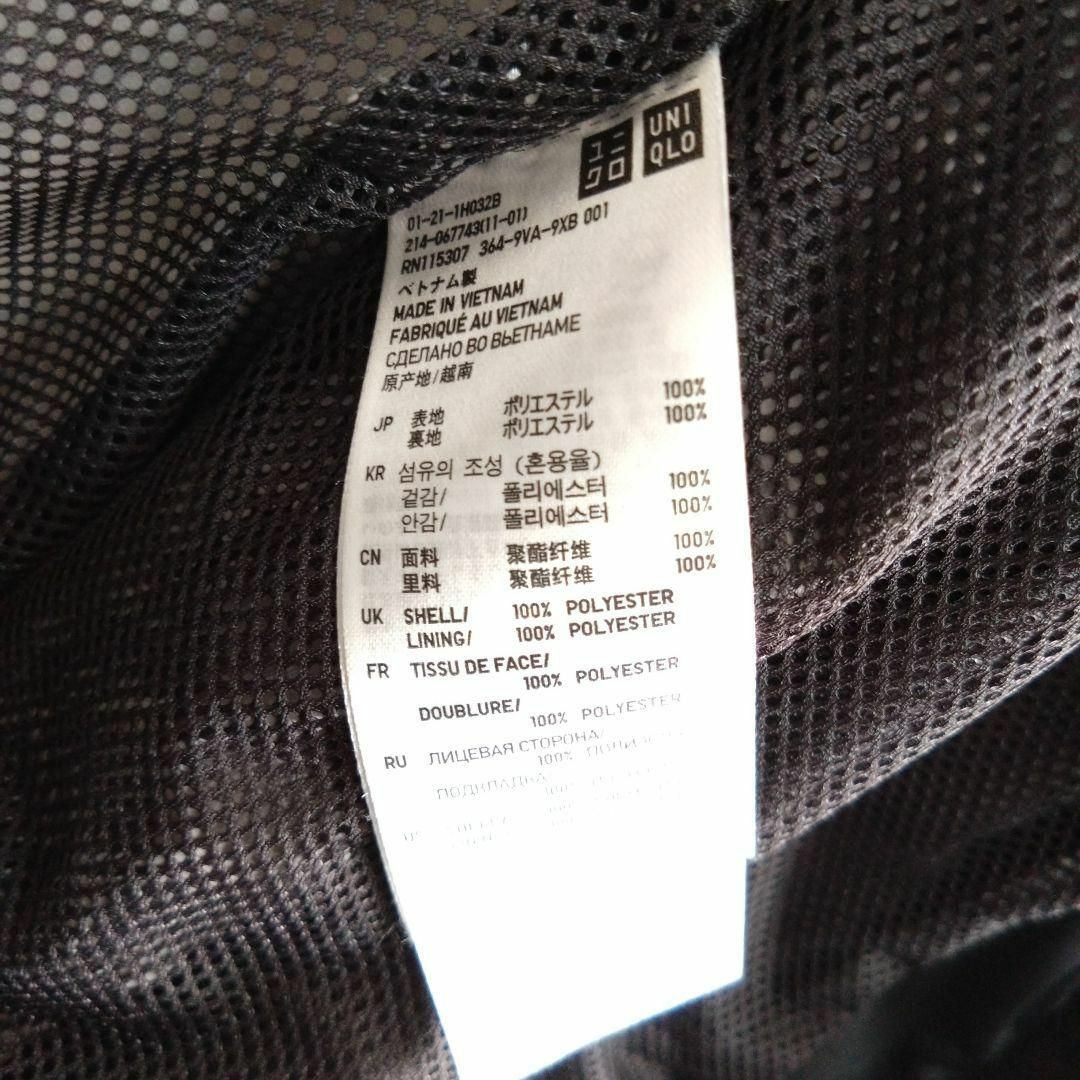 ユニ
クロ
UNI
QLO
01-21-1H032B
214-067743(11-01)
RN115307 364-9VA-9XB 001
ベトナム製
MADE IN VIETNAM
FABRIQUÉ AU VIETNAM
СДЕЛАНО ВО ВЬЕТНАМЕ
原产地/越南
JP 表地 ポリエステル 100%
裏地 ポリエステル 100%
KR 섬유의 조성 (혼용율)
겉감/ 폴리에스터 100%
안감/ 폴리에스터 100%
CN 面料 聚酯纤维 100%
里料 聚酯纤维 100%
UK SHELL/ 100% POLYESTER
LINING/ 100% POLYESTER
FR TISSU DE FACE/
100% POLYESTER
DOUBLURE/
100% POLYESTER
RU ЛИЦЕВАЯ СТОРОНА/
100%
ПОДКЛАДКА